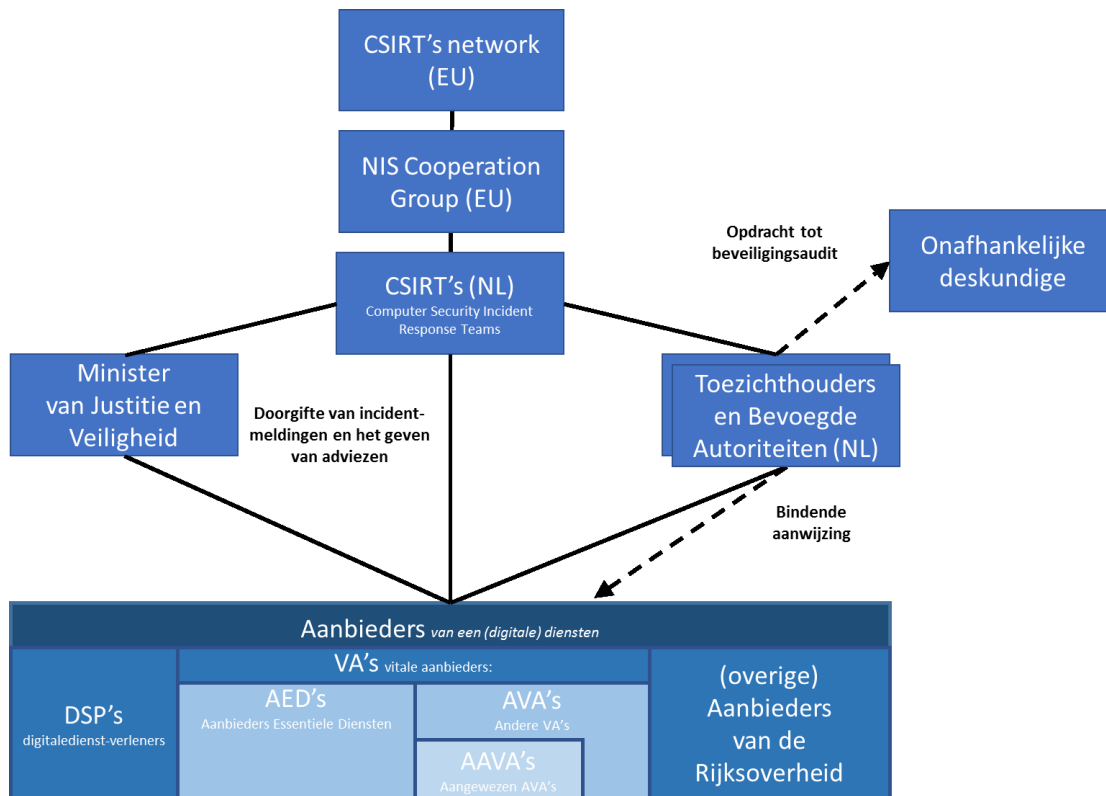 CSIRT's network
(EU)
NIS Cooperation
Group (EU)
Opdracht tot
beveiligingsaudit
Onafhankelijke
deskundige
CSIRT's (NL)
Computer Security Incident
Response Teams
Minister
van Justitie en
Veiligheid
Doorgifte van incident-
meldingen en het geven
van adviezen
Toezichthouders
en Bevoegde
Autoriteiten (NL)
Bindende
aanwijzing
Aanbieders van een (digitale) diensten
DSP's
digitaledienst-verleners
VA's vitale aanbieders:
AED's
Aanbieders Essentiele Diensten
AVA's
Andere VA's
AAVA's
Aangewezen AVA's
(overige)
Aanbieders
van de
Rijksoverheid